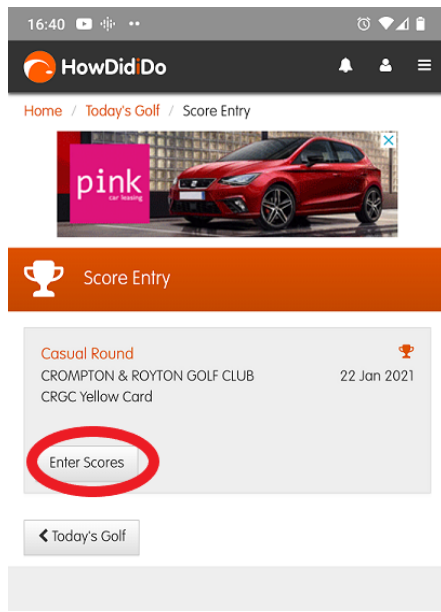 16:40
HowDidiDo
Home / Today's Golf / Score Entry
pink
car leasing
Score Entry
Casual Round
CROMPTON & ROYTON GOLF CLUB 22 Jan 2021
CRGC Yellow Card
Enter Scores
Today's Golf